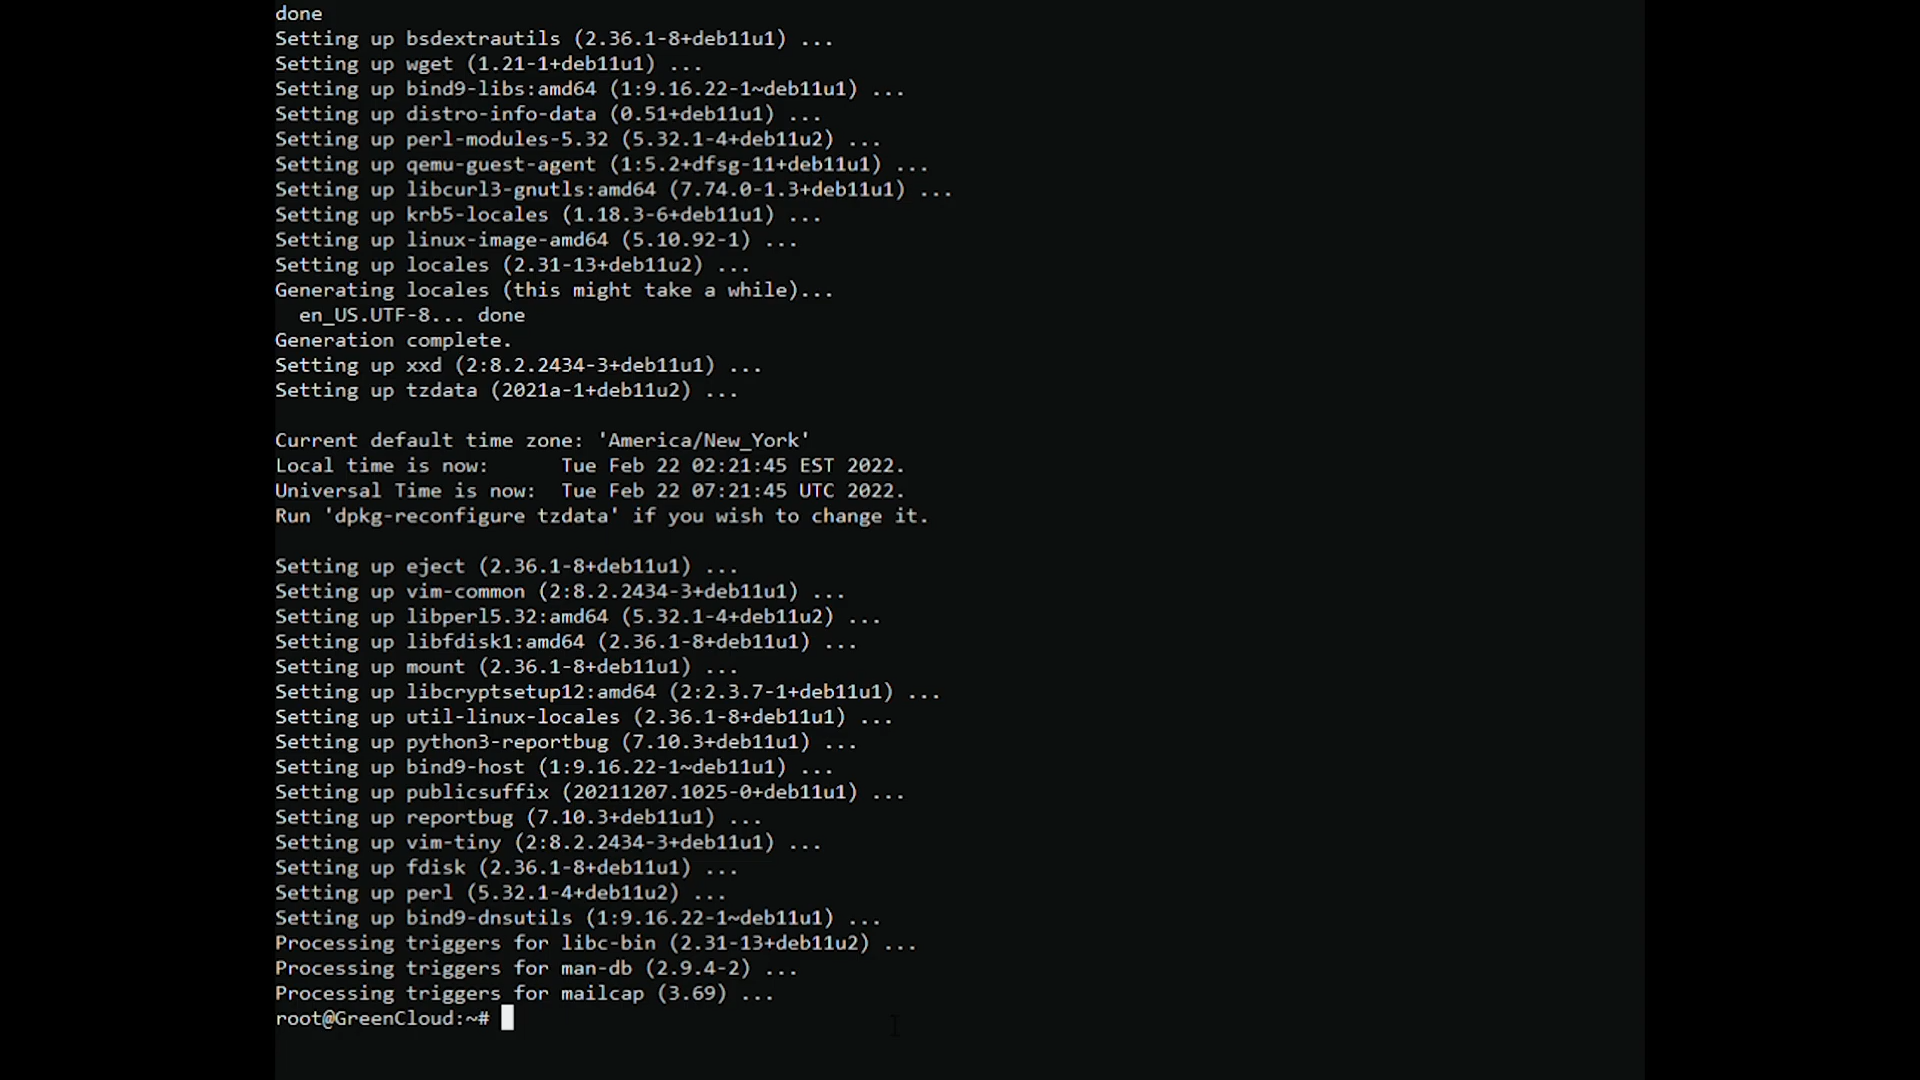 done
Setting up bsdextrautils (2.36.1-8+deb11u1) ...
Setting up wget (1.21-1+deb11u1) ...
Setting up bind9-libs:amd64 (1:9.16.22-1~deb11u1) ...
Setting up distro-info-data (0.51+deb11u1) ...
Setting up perl-modules-5.32 (5.32.1-4+deb11u2) ...
Setting up qemu-guest-agent (1:5.2+dfsg-11+deb11u1) ...
Setting up libcurl3-gnutls:amd64 (7.74.0-1.3+deb11u1) ...
Setting up krb5-locales (1.18.3-6+deb11u1) ...
Setting up linux-image-amd64 (5.10.92-1) ...
Setting up locales (2.31-13+deb11u2) ...
Generating locales (this might take a while)...
  en_US.UTF-8... done
Generation complete.
Setting up xxd (2:8.2.2434-3+deb11u1) ...
Setting up tzdata (2021a-1+deb11u2) ...

Current default time zone: 'America/New_York'
Local time is now:      Tue Feb 22 02:21:45 EST 2022.
Universal Time is now:  Tue Feb 22 07:21:45 UTC 2022.
Run 'dpkg-reconfigure tzdata' if you wish to change it.

Setting up eject (2.36.1-8+deb11u1) ...
Setting up vim-common (2:8.2.2434-3+deb11u1) ...
Setting up libperl5.32:amd64 (5.32.1-4+deb11u2) ...
Setting up libfdisk1:amd64 (2.36.1-8+deb11u1) ...
Setting up mount (2.36.1-8+deb11u1) ...
Setting up libcryptsetup12:amd64 (2:2.3.7-1+deb11u1) ...
Setting up util-linux-locales (2.36.1-8+deb11u1) ...
Setting up python3-reportbug (7.10.3+deb11u1) ...
Setting up bind9-host (1:9.16.22-1~deb11u1) ...
Setting up publicsuffix (20211207.1025-0+deb11u1) ...
Setting up reportbug (7.10.3+deb11u1) ...
Setting up vim-tiny (2:8.2.2434-3+deb11u1) ...
Setting up fdisk (2.36.1-8+deb11u1) ...
Setting up perl (5.32.1-4+deb11u2) ...
Setting up bind9-dnsutils (1:9.16.22-1~deb11u1) ...
Processing triggers for libc-bin (2.31-13+deb11u2) ...
Processing triggers for man-db (2.9.4-2) ...
Processing triggers for mailcap (3.69) ...
root@GreenCloud:~#